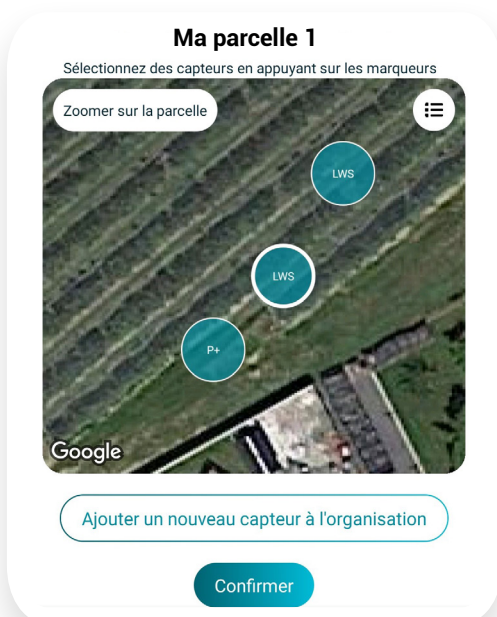 Ma parcelle 1
Sélectionnez des capteurs en appuyant sur les marqueurs
Zoomer sur la parcelle
LWS
LWS
P+
Google
Ajouter un nouveau capteur à l'organisation
Confirmer